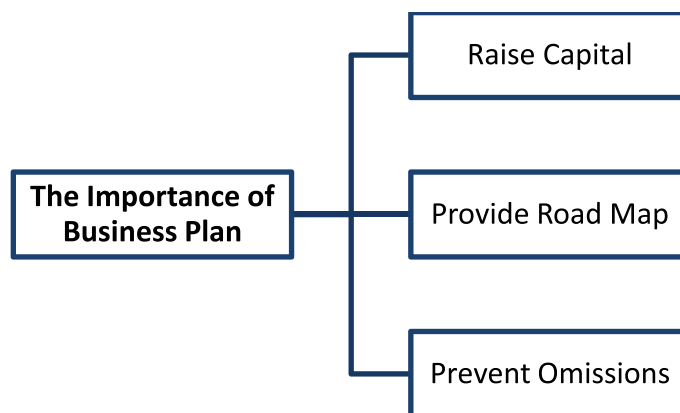 Raise Capital
The Importance of
Business Plan
Provide Road Map
Prevent Omissions